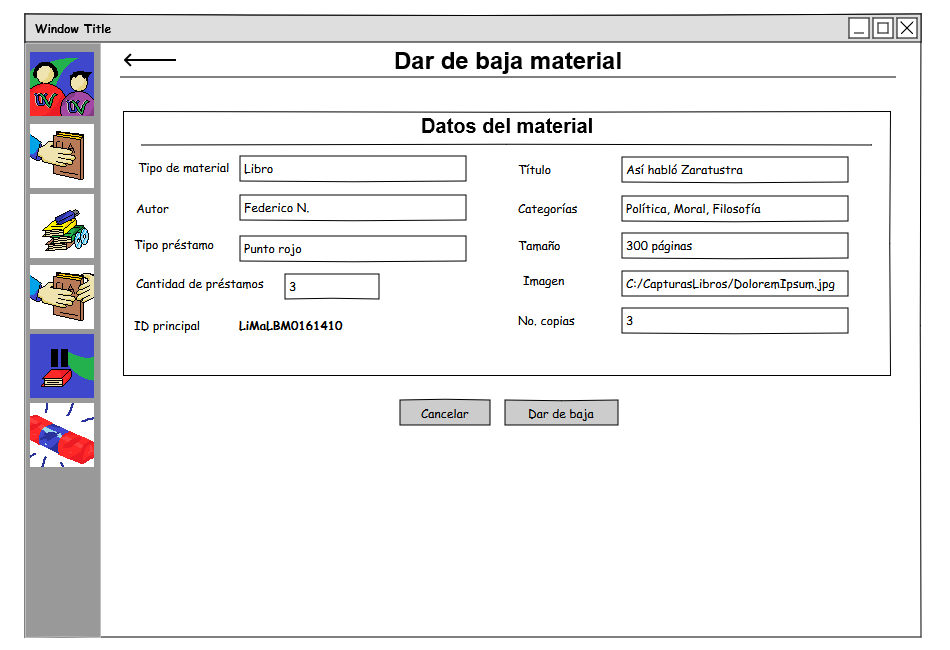 Window Title
Dar de baja material
Datos del material
Tipo de material Libro Título Así habló Zaratustra
Autor Federico N. Categorías Política, Moral, Filosofía
Tipo préstamo Punto rojo Tamaño 300 páginas
Cantidad de préstamos 3 Imagen C:/CapturasLibros/DoloremIpsum.jpg
ID principal LiMaLBM0161410 No. copias 3
Cancelar Dar de baja